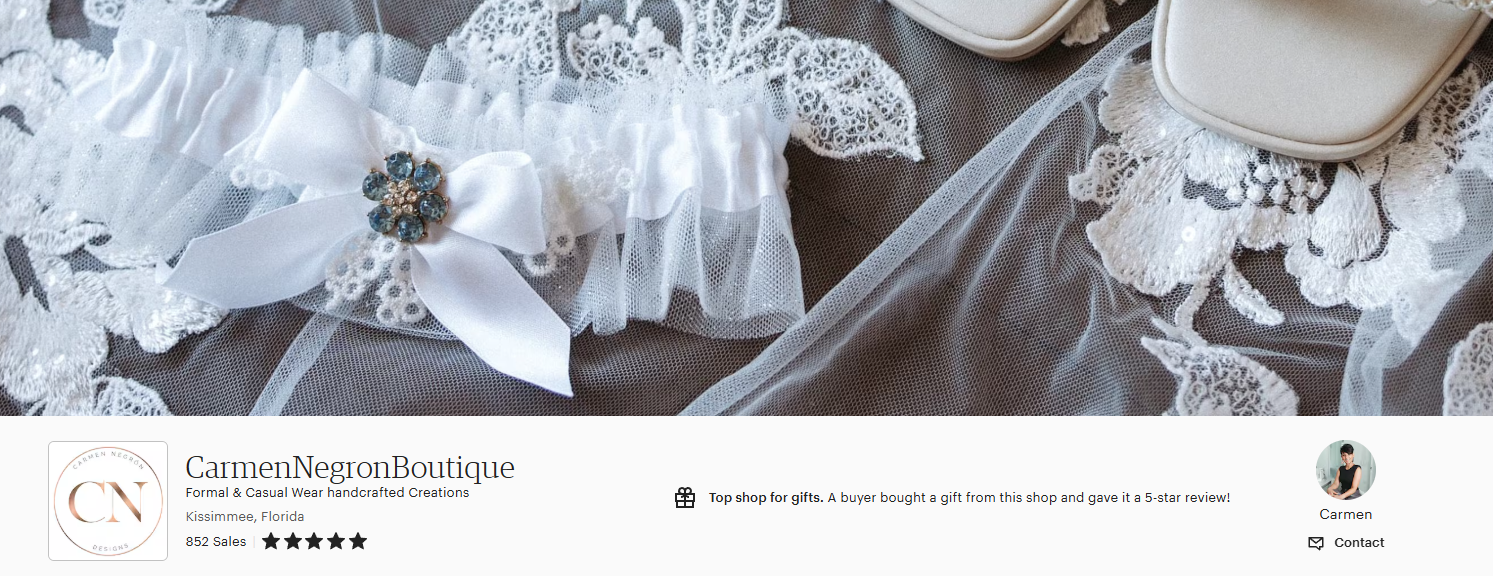 CARMEN NEGRÓN
CN
DESIGNS
CarmenNegronBoutique
Formal & Casual Wear handcrafted Creations
Kissimmee, Florida
852 Sales
Top shop for gifts. A buyer bought a gift from this shop and gave it a 5-star review!
Carmen
Contact